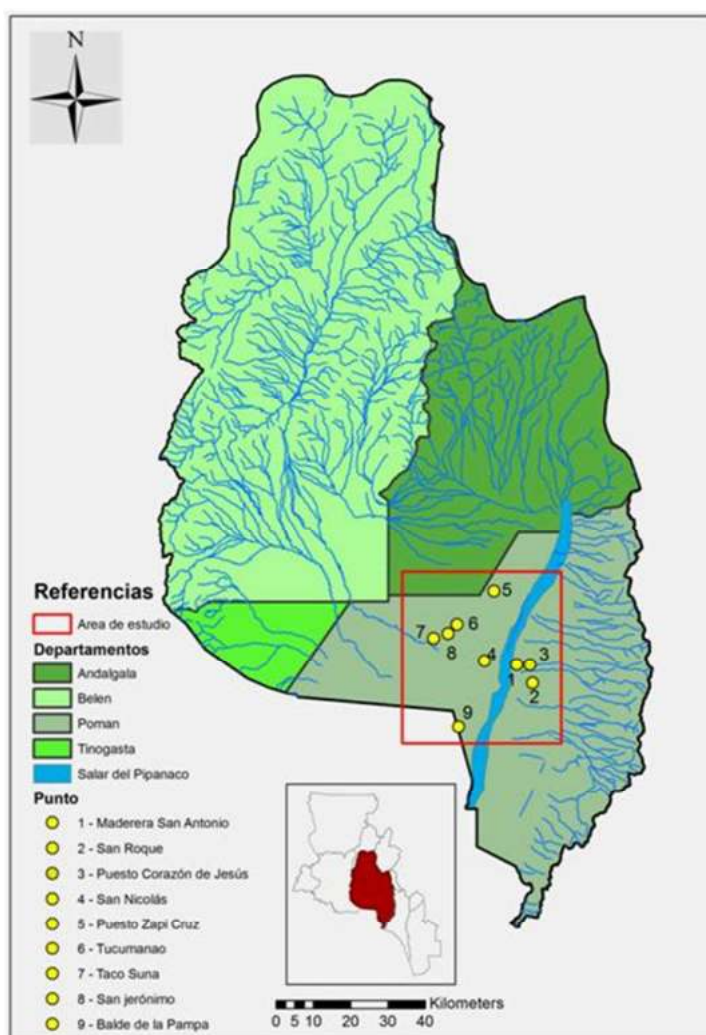 N
5
6
7
8
4
1
3
2
9
Referencias
Area de estudio
Departamentos
Andalgala
Belen
Poman
Tinogasta
Salar del Pipanaco
Punto
1 - Maderera San Antonio
2 - San Roque
3 - Puesto Corazón de Jesús
4 - San Nicolás
5 - Puesto Zapi Cruz
6 - Tucumanao
7 - Taco Suna
8 - San jerónimo
9 - Balde de la Pampa
Kilometers
0 5 10 20 30 40